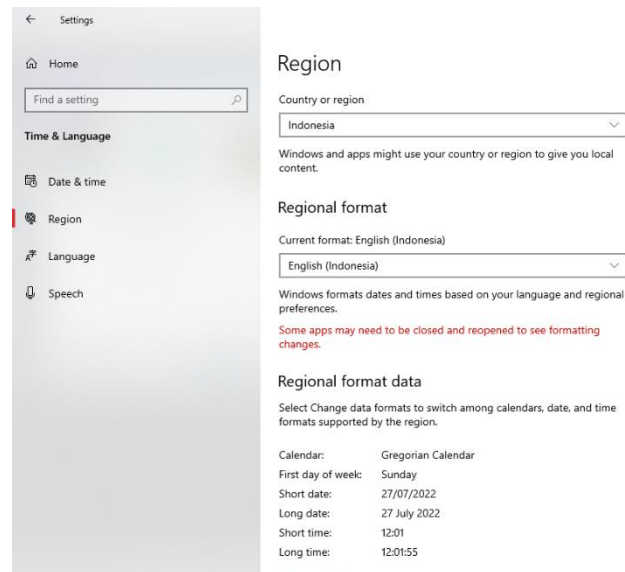 Settings
Home
Find a setting
Time & Language
Date & time
Region
Language
Speech
Region
Country or region
Indonesia
Windows and apps might use your country or region to give you local
content.
Regional format
Current format: English (Indonesia)
English (Indonesia)
Windows formats dates and times based on your language and regional
preferences.
Some apps may need to be closed and reopened to see formatting
changes.
Regional format data
Select Change data formats to switch among calendars, date, and time
formats supported by the region.
Calendar: Gregorian Calendar
First day of week: Sunday
Short date: 27/07/2022
Long date: 27 July 2022
Short time: 12:01
Long time: 12:01:55